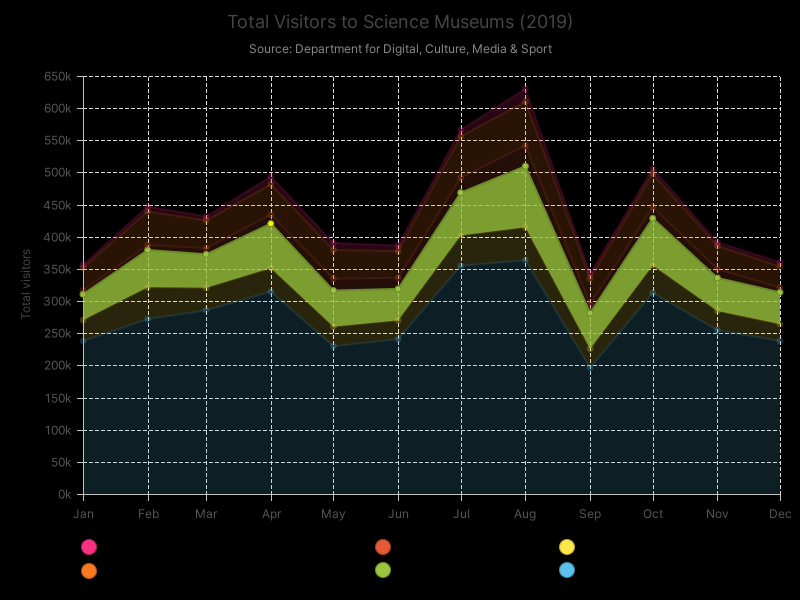 Total Visitors to Science Museums (2019)
Source: Department for Digital, Culture, Media & Sport
650k
600k
550k
500k
450k
400k
350k
300k
250k
200k
150k
100k
50k
0k
Total visitors
Jan Feb Mar Apr May Jun Jul Aug Sep Oct Nov Dec